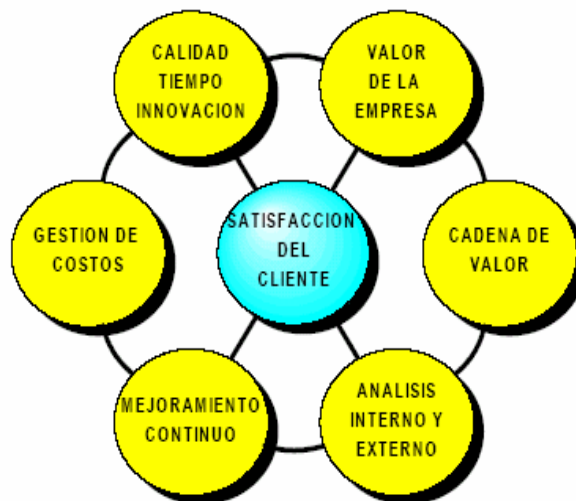 CALIDAD
TIEMPO
INNOVACION
VALOR
DE LA
EMPRESA
GESTION DE
COSTOS
SATISFACCION
DEL
CLIENTE
CADENA DE
VALOR
MEJORAMIENTO
CONTINUO
ANALISIS
INTERNO Y
EXTERNO